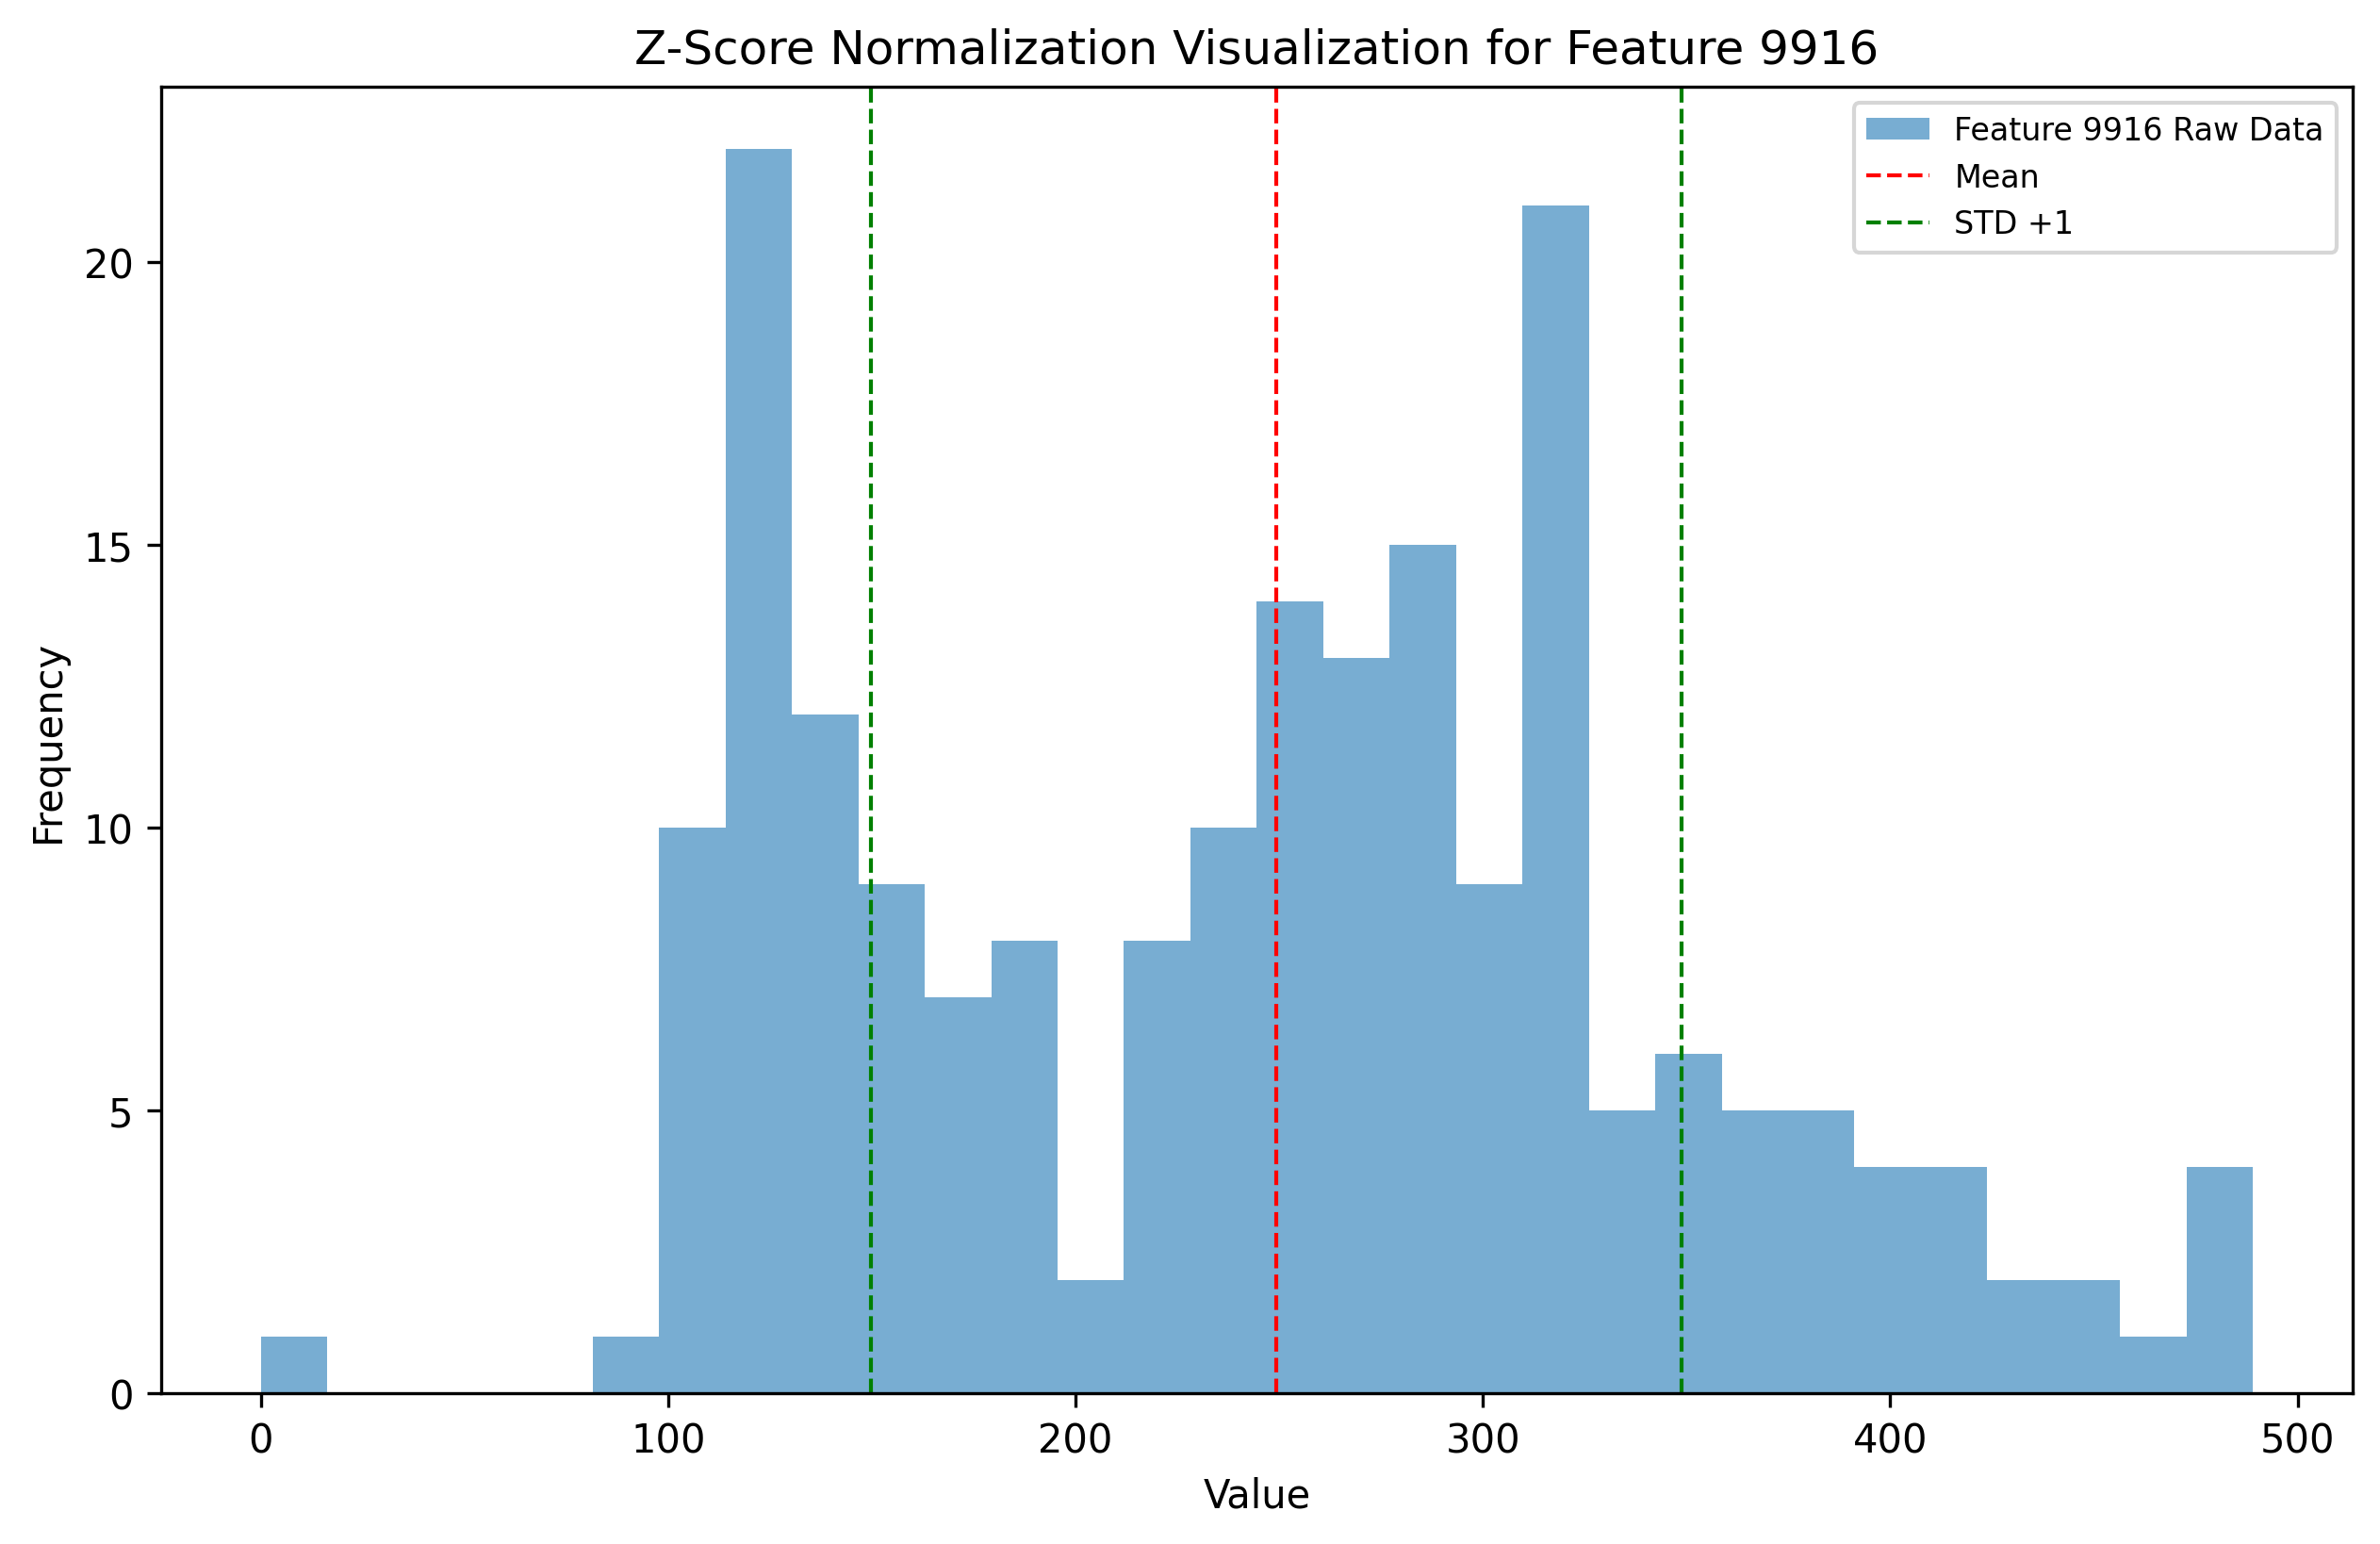 Z-Score Normalization Visualization for Feature 9916
Feature 9916 Raw Data
Mean
STD +1
20
15
10
5
0
Frequency
0 100 200 300 400 500
Value